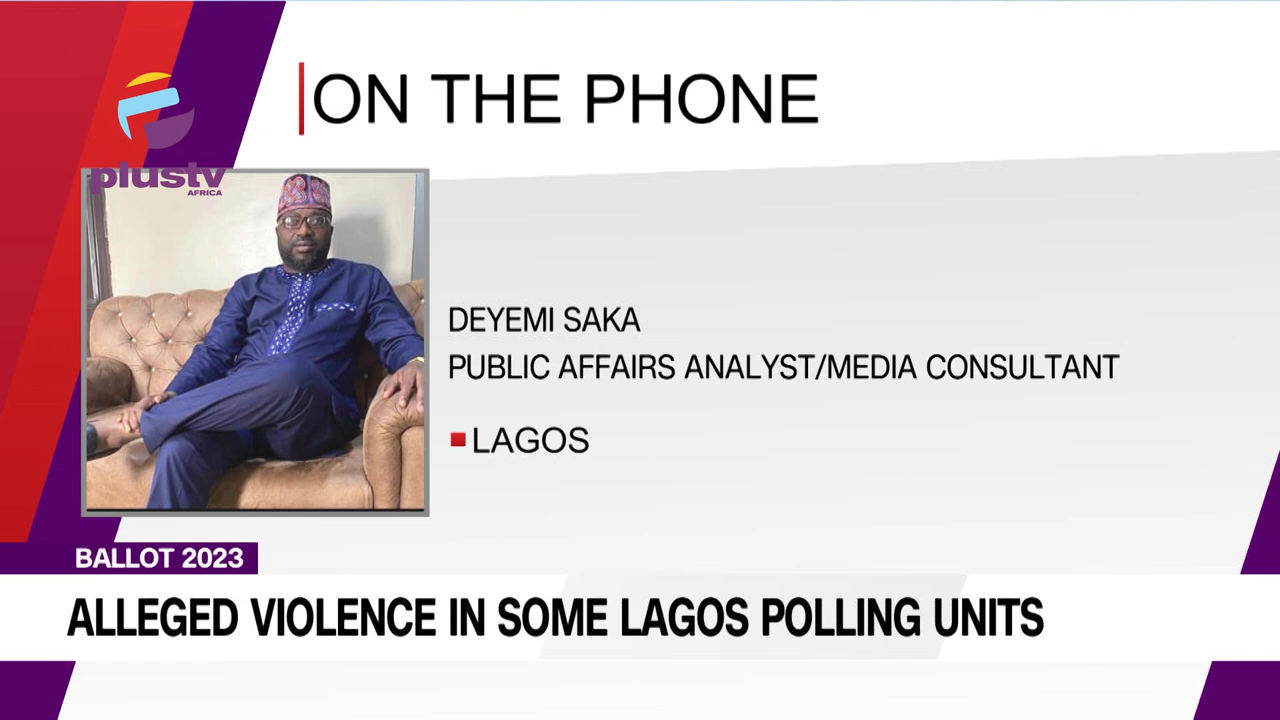 ON THE PHONE
plustv
AFRICA
DEYEMI SAKA
PUBLIC AFFAIRS ANALYST/MEDIA CONSULTANT
LAGOS
BALLOT 2023
ALLEGED VIOLENCE IN SOME LAGOS POLLING UNITS